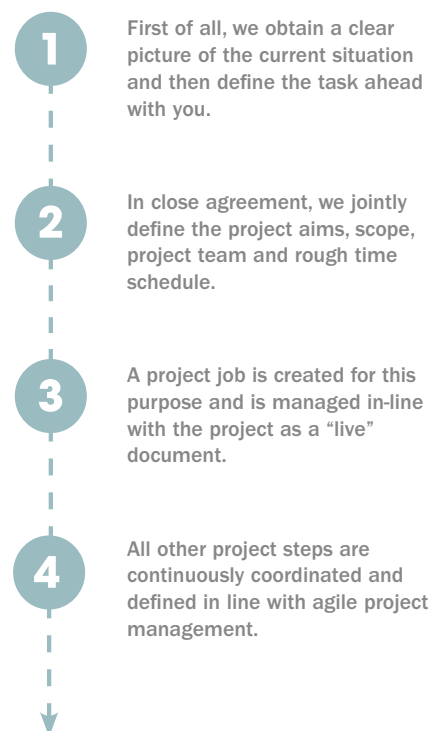 1
First of all, we obtain a clear
picture of the current situation
and then define the task ahead
with you.
2
In close agreement, we jointly
define the project aims, scope,
project team and rough time
schedule.
3
A project job is created for this
purpose and is managed in-line
with the project as a “live”
document.
4
All other project steps are
continuously coordinated and
defined in line with agile project
management.